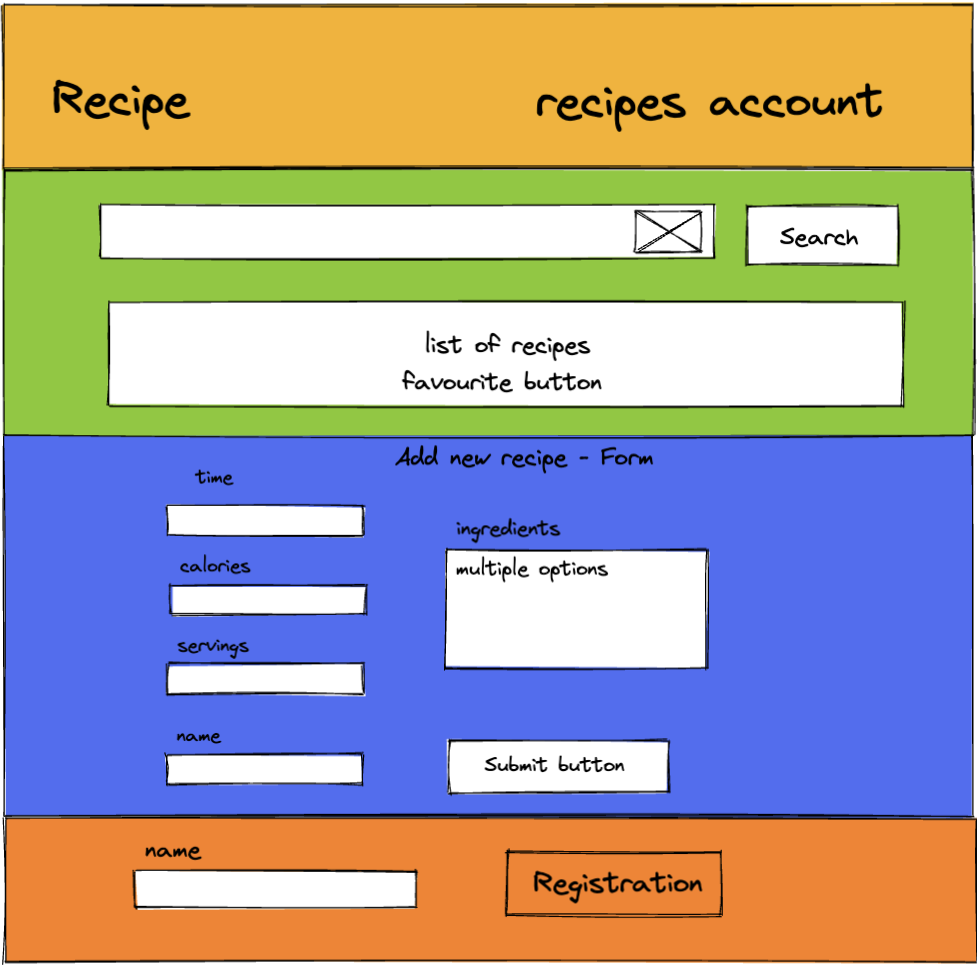 Recipe
recipes account
Search
list of recipes
favourite button
Add new recipe - Form
time
ingredients
multiple options
calories
servings
name
Submit button
name
Registration